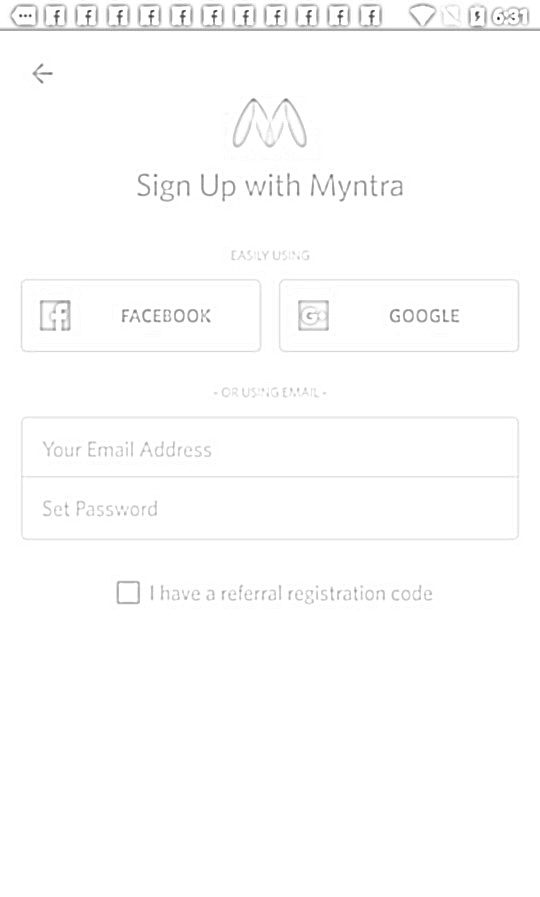 6:31
Sign Up with Myntra
EASILY USING
FACEBOOK
GOOGLE
- OR USING EMAIL -
Your Email Address
Set Password
I have a referral registration code